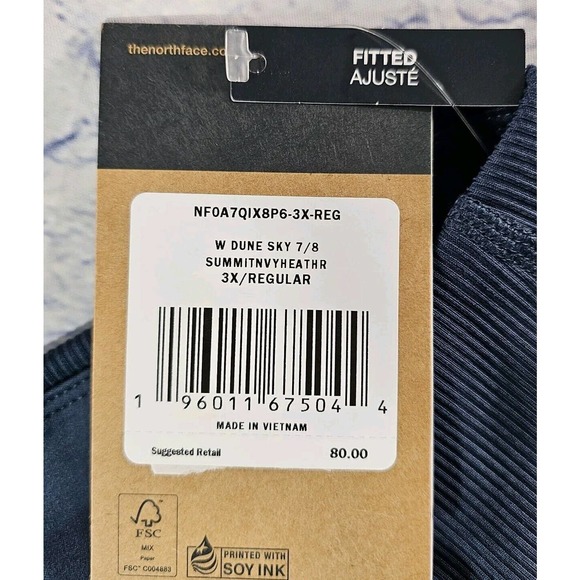 thenorthface.co
FITTED
AJUSTÉ
NF0A7QIX8P6-3X-REG
W DUNE SKY 7/8
SUMMITNVYHEATHR
3X/REGULAR
1 96011 67504 4
MADE IN VIETNAM
Suggested Retail 80.00
FSC
MIX
Paper
FSC® C004883
PRINTED WITH
SOY INK